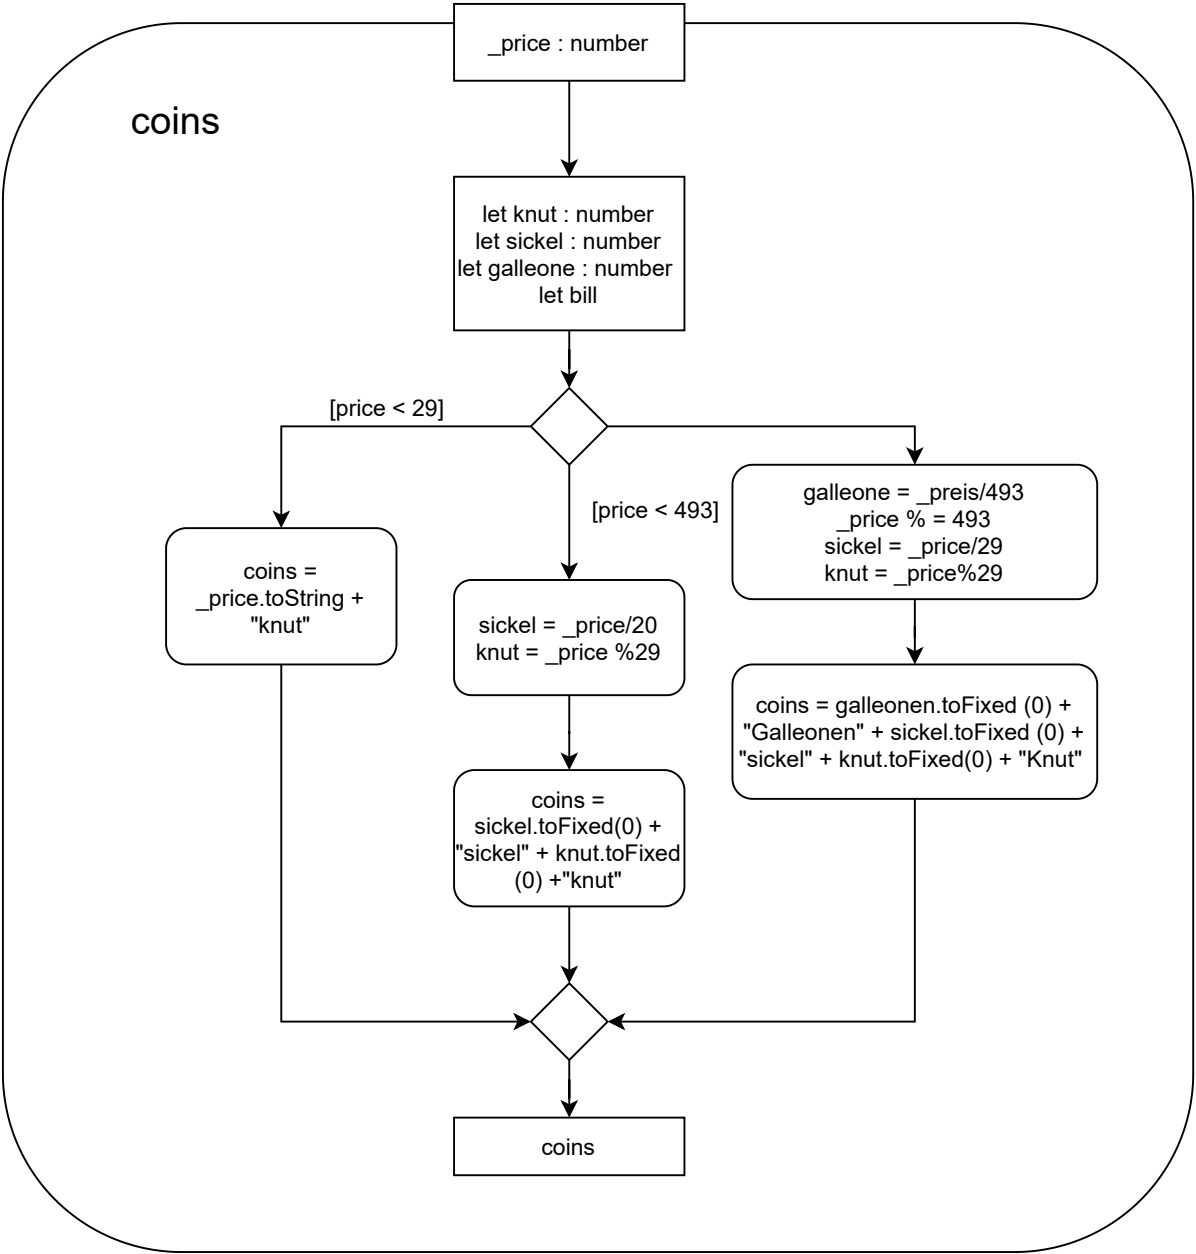 _price : number
coins
let knut : number
let sickel : number
let galleone : number
let bill
[price < 29]
[price < 493]
galleone = _preis/493
_price % = 493
sickel = _price/29
knut = _price%29
coins =
_price.toString +
"knut"
sickel = _price/20
knut = _price %29
coins = galleonen.toFixed (0) +
"Galleonen" + sickel.toFixed (0) +
"sickel" + knut.toFixed(0) + "Knut"
coins =
sickel.toFixed(0) +
"sickel" + knut.toFixed
(0) +"knut"
coins